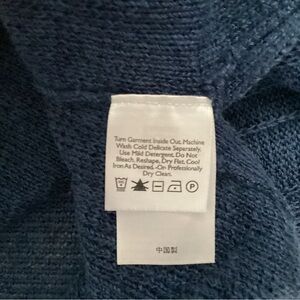 Turn Garment Inside Out. Machine
Wash Cold Delicate Separately.
Use Mild Detergent. Do Not
Bleach. Reshape, Dry Flat. Cool
Iron As Desired. -Or- Professionally
Dry Clean.
P
中国製